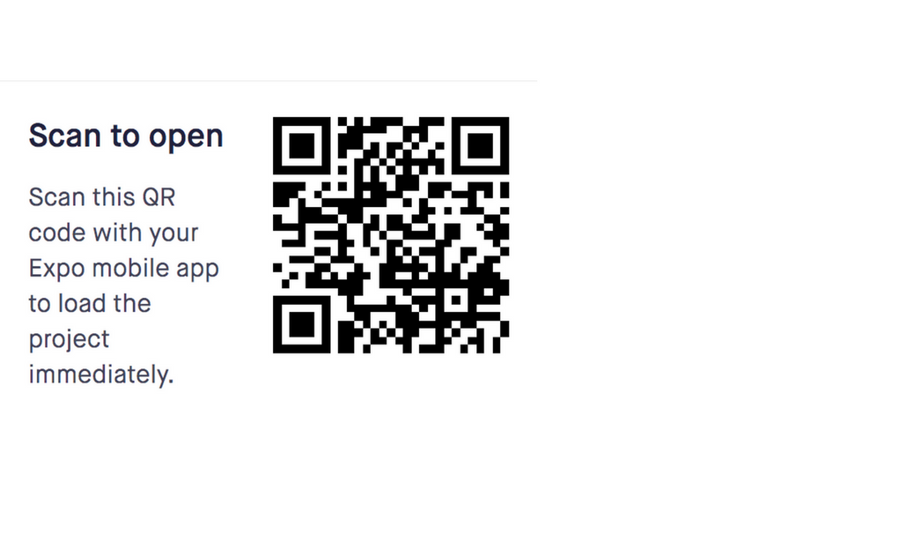 Scan to open
Scan this QR
code with your
Expo mobile app
to load the
project
immediately.